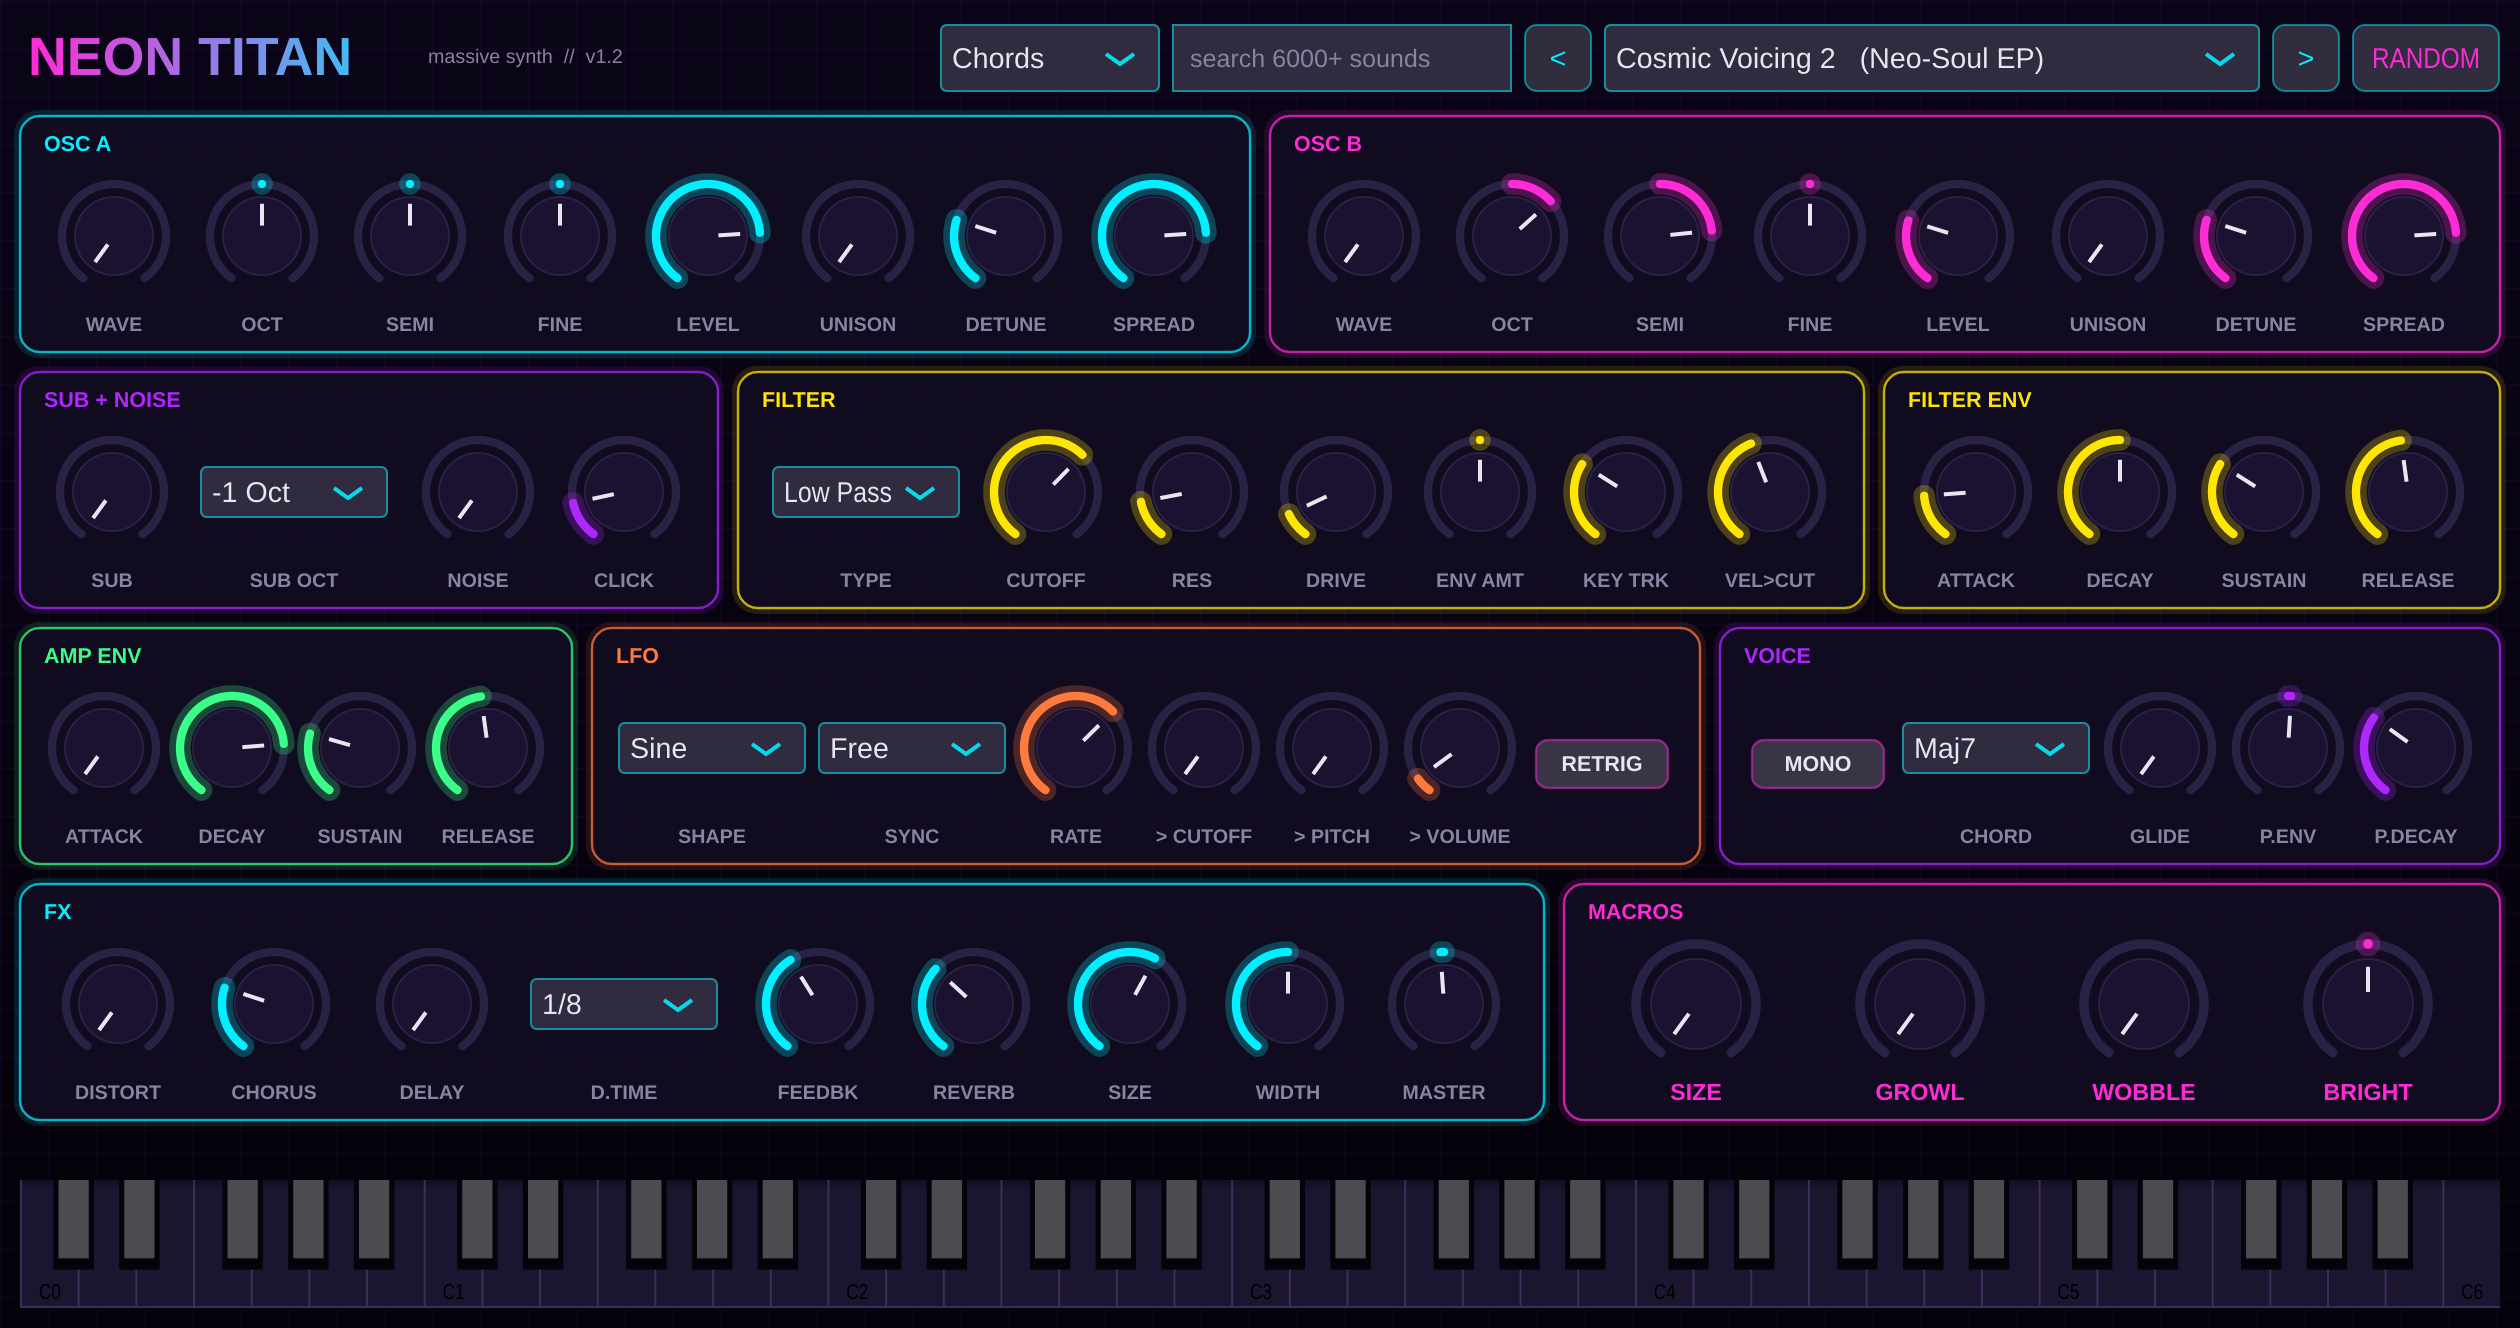 NEON TITAN
massive synth // v1.2
Chords
search 6000+ sounds
<
Cosmic Voicing 2 (Neo-Soul EP)
>
RANDOM
OSC A
WAVE OCT SEMI FINE LEVEL UNISON DETUNE SPREAD
OSC B
WAVE OCT SEMI FINE LEVEL UNISON DETUNE SPREAD
SUB + NOISE
-1 Oct
SUB SUB OCT NOISE CLICK
FILTER
Low Pass
TYPE CUTOFF RES DRIVE ENV AMT KEY TRK VEL>CUT
FILTER ENV
ATTACK DECAY SUSTAIN RELEASE
AMP ENV
ATTACK DECAY SUSTAIN RELEASE
LFO
Sine Free RETRIG
SHAPE SYNC RATE > CUTOFF > PITCH > VOLUME
VOICE
MONO Maj7
CHORD GLIDE P.ENV P.DECAY
FX
1/8
DISTORT CHORUS DELAY D.TIME FEEDBK REVERB SIZE WIDTH MASTER
MACROS
SIZE GROWL WOBBLE BRIGHT
C0 C1 C2 C3 C4 C5 C6